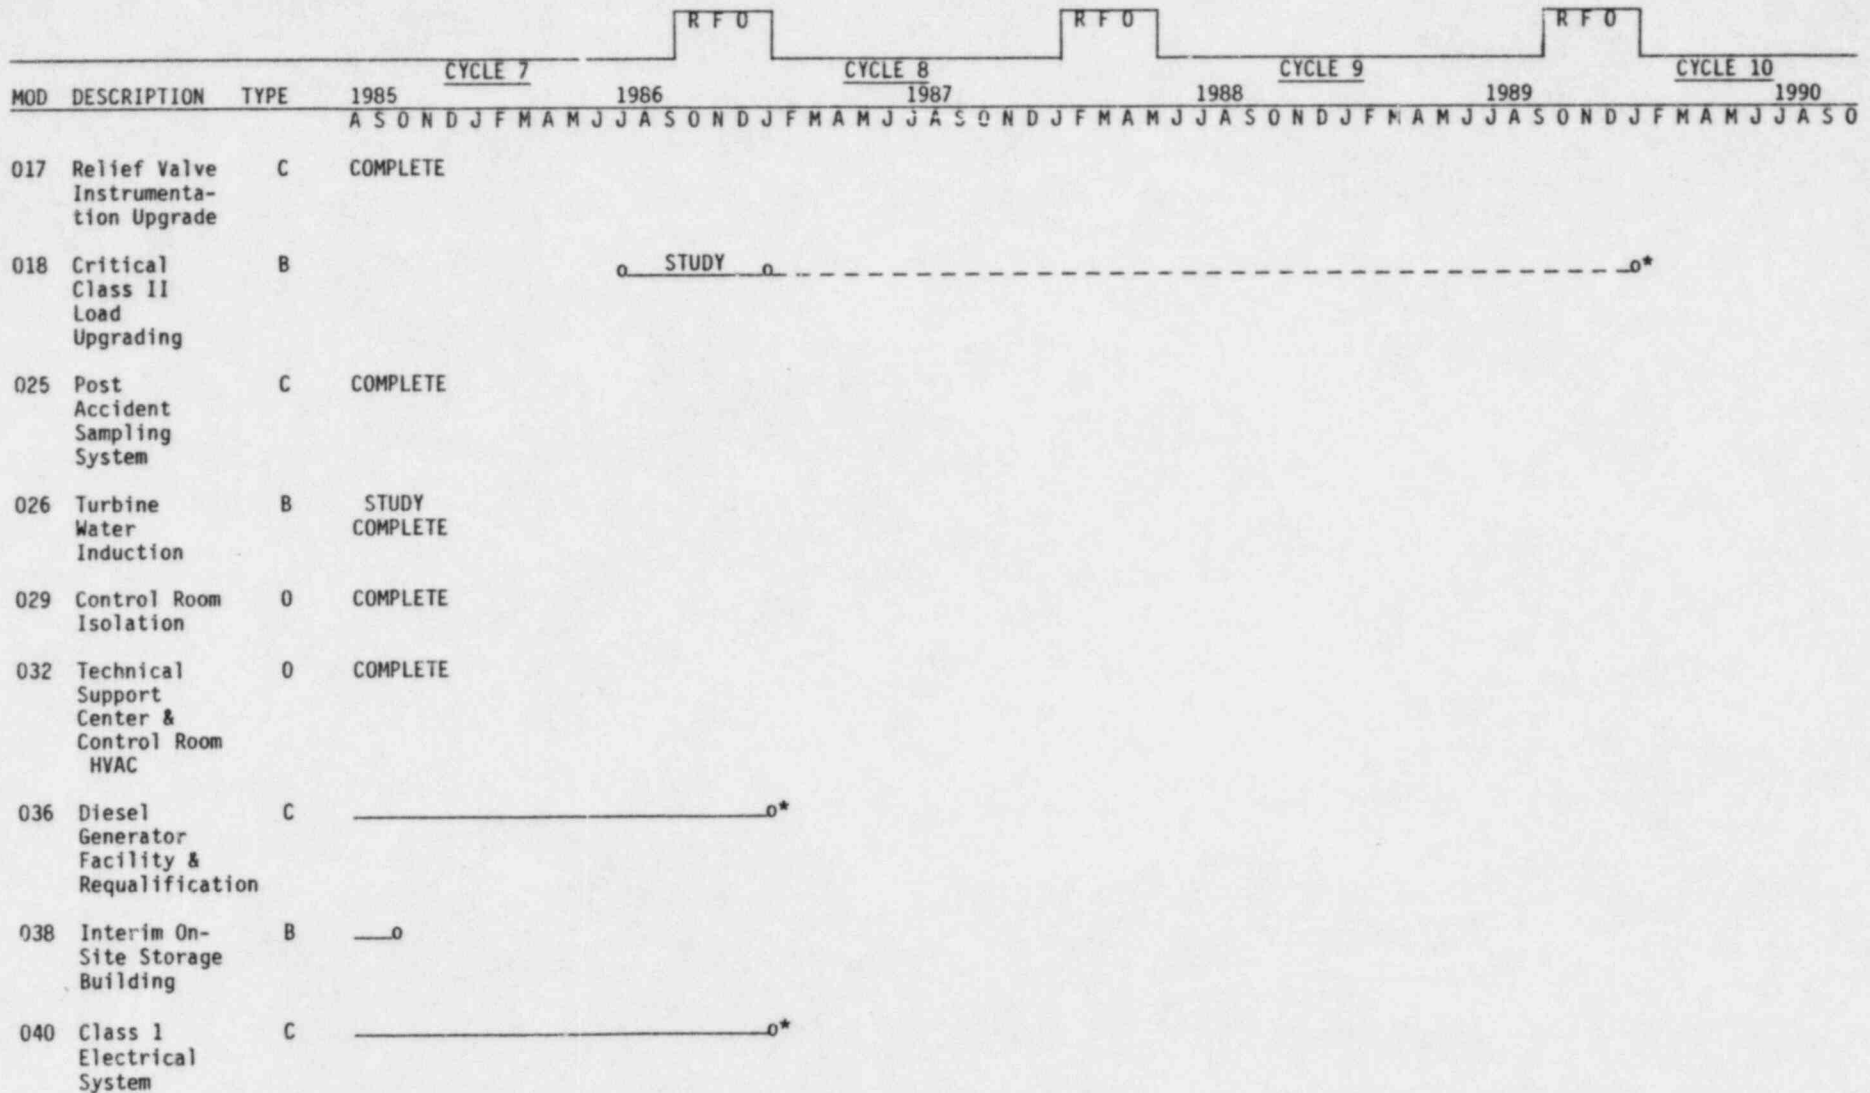 R F O R F O R F O
CYCLE 7 CYCLE 8 CYCLE 9 CYCLE 10
MOD DESCRIPTION TYPE 1985 1986 1987 1988 1989 1990
A S O N D J F M A M J J A S O N D J F M A M J J A S O N D J F M A M J J A S O N D J F M A M J J A S O N D J F M A M J J A S O
017 Relief Valve C COMPLETE
Instrumenta-
tion Upgrade
018 Critical B o STUDY o o*
Class II
Load
Upgrading
025 Post C COMPLETE
Accident
Sampling
System
026 Turbine B STUDY
Water COMPLETE
Induction
029 Control Room O COMPLETE
Isolation
032 Technical O COMPLETE
Support
Center &
Control Room
HVAC
036 Diesel C o*
Generator
Facility &
Requalification
038 Interim On- B o
Site Storage
Building
040 Class 1 C o*
Electrical
System